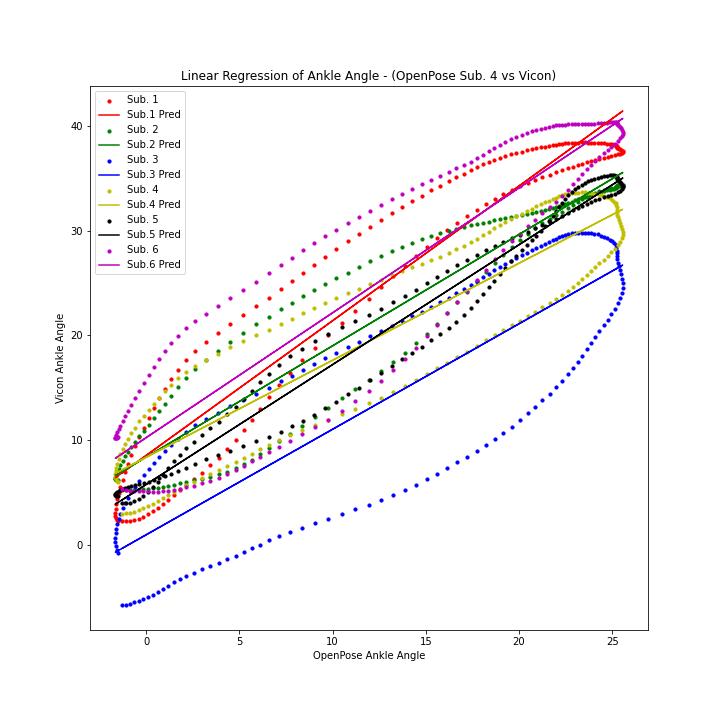 Linear Regression of Ankle Angle - (OpenPose Sub. 4 vs Vicon)
Sub. 1
Sub.1 Pred
Sub. 2
Sub.2 Pred
Sub. 3
Sub.3 Pred
Sub. 4
Sub.4 Pred
Sub. 5
Sub.5 Pred
Sub. 6
Sub.6 Pred
40
30
20
10
0
Vicon Ankle Angle
0 5 10 15 20 25
OpenPose Ankle Angle